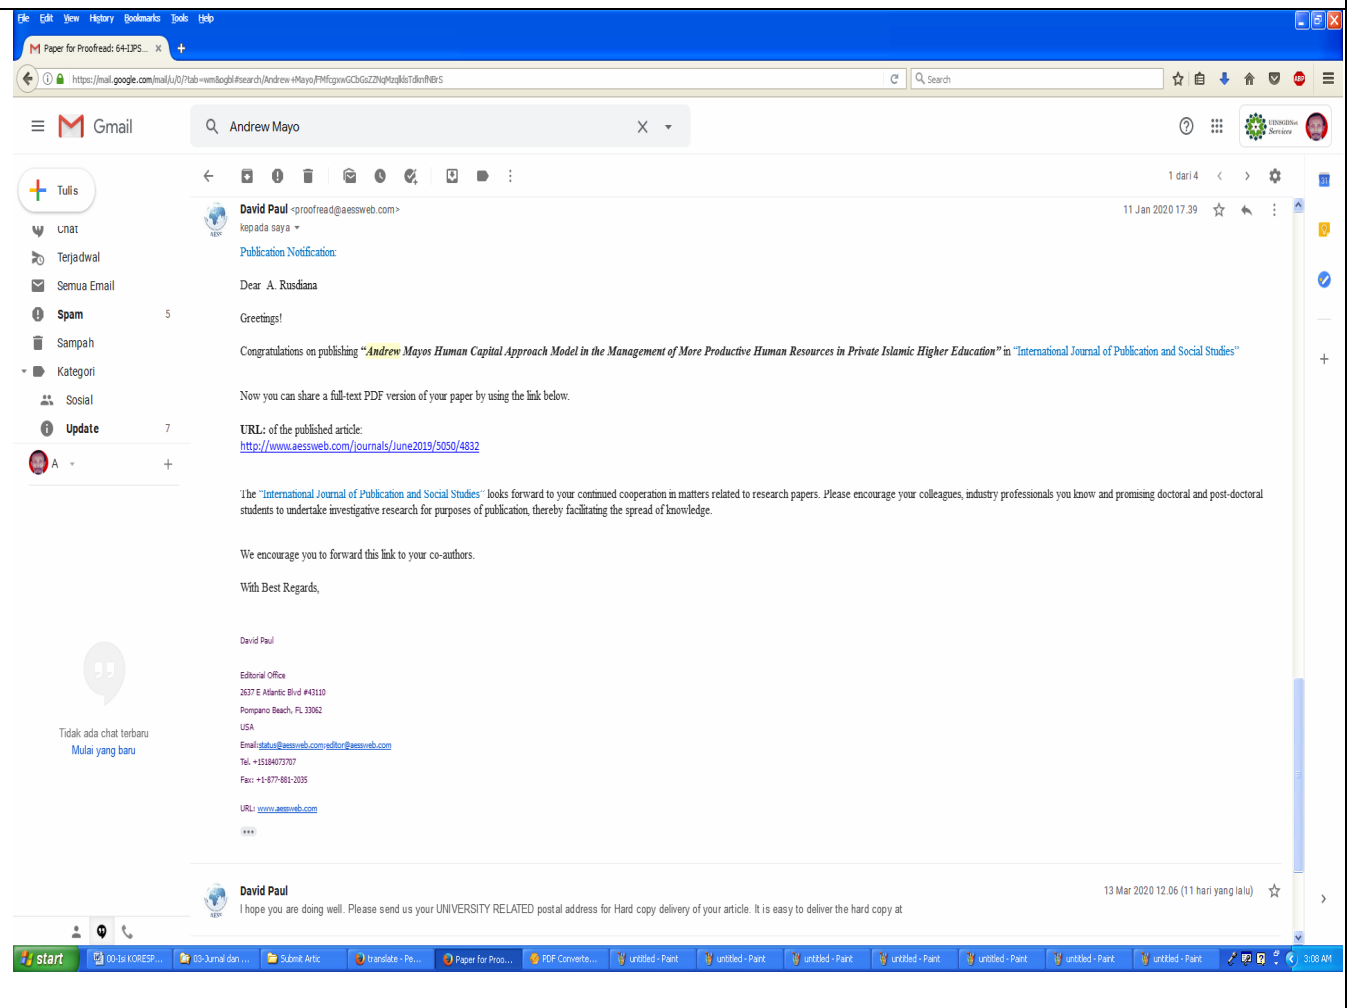 File Edit View History Bookmarks Tools Help
Paper for Proofread: 64-IJPS... × +
https://mail.google.com/mail/u/0/?tab=wm&ogbl#search/Andrew+Mayo/ Search
Gmail Andrew Mayo UINSGDNet Services
Tulis 1 dari 4
31
Chat
Terjadwal
Semua Email
Spam 5
Sampah
Kategori
Sosial
Update 7
A +
David Paul <proofread@aessweb.com> 11 Jan 2020 17.39
kepada saya
Publication Notification:
Dear A. Rusdiana
Greetings!
Congratulations on publishing "Andrew Mayos Human Capital Approach Model in the Management of More Productive Human Resources in Private Islamic Higher Education" in "International Journal of Publication and Social Studies"
Now you can share a full-text PDF version of your paper by using the link below.
URL: of the published article:
http://www.aessweb.com/journals/June2019/5050/4832
The "International Journal of Publication and Social Studies" looks forward to your continued cooperation in matters related to research papers. Please encourage your colleagues, industry professionals you know and promising doctoral and post-doctoral
students to undertake investigative research for purposes of publication, thereby facilitating the spread of knowledge.
We encourage you to forward this link to your co-authors.
With Best Regards,
David Paul
Editorial Office
2637 E Atlantic Blvd #43110
Pompano Beach, FL 33062
USA
Email:status@aessweb.com;editor@aessweb.com
Tel. +15184073707
Fax: +1-877-881-2035
URL: www.aessweb.com
Tidak ada chat terbaru
Mulai yang baru
David Paul 13 Mar 2020 12.06 (11 hari yang lalu)
I hope you are doing well. Please send us your UNIVERSITY RELATED postal address for Hard copy delivery of your article. It is easy to deliver the hard copy at
start 00-Isi KORESP... 03-Jurnal dan ... Submit Artic translate - Pe... Paper for Proo... PDF Converte... untitled - Paint untitled - Paint untitled - Paint untitled - Paint untitled - Paint untitled - Paint untitled - Paint 3:08 AM